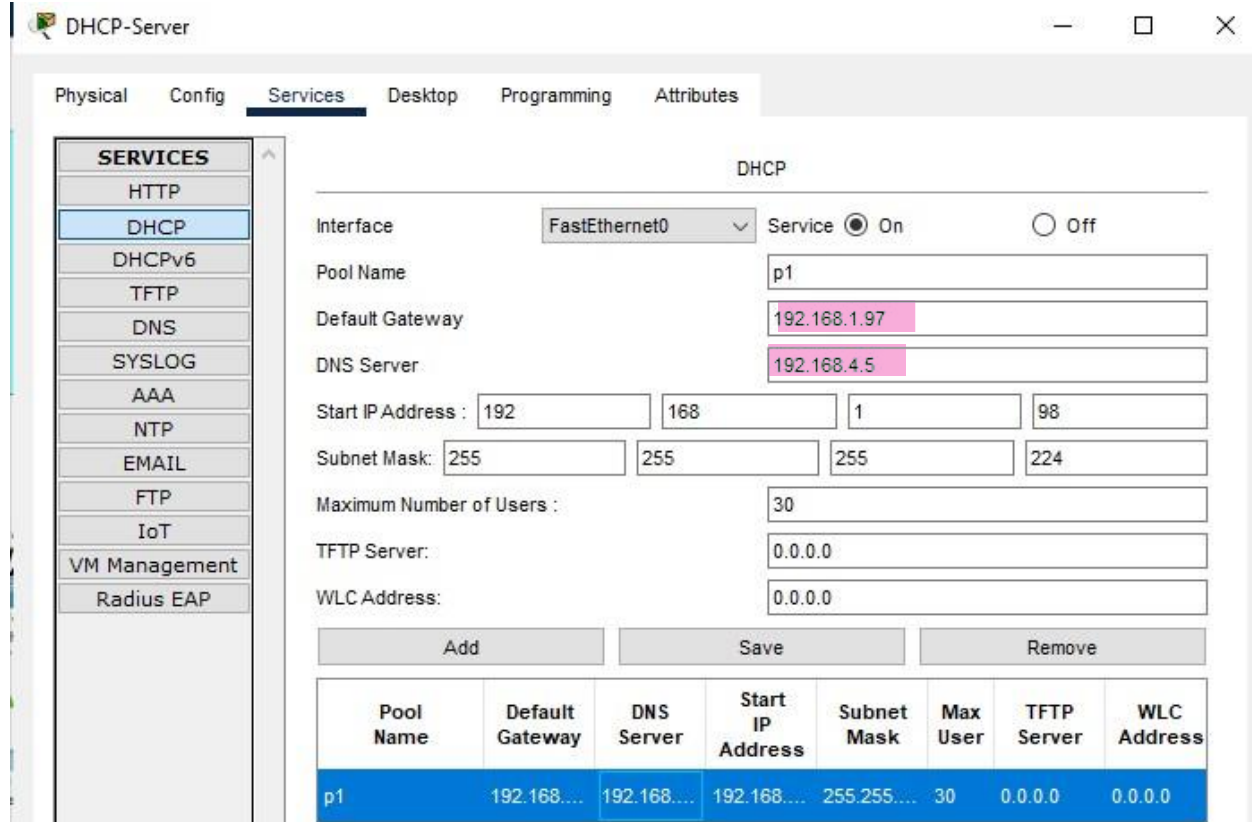 DHCP-Server
Physical Config Services Desktop Programming Attributes
SERVICES
HTTP
DHCP
DHCPv6
TFTP
DNS
SYSLOG
AAA
NTP
EMAIL
FTP
IoT
VM Management
Radius EAP
DHCP
Interface FastEthernet0 Service On Off
Pool Name p1
Default Gateway 192.168.1.97
DNS Server 192.168.4.5
Start IP Address : 192 168 1 98
Subnet Mask: 255 255 255 224
Maximum Number of Users : 30
TFTP Server: 0.0.0.0
WLC Address: 0.0.0.0
Add Save Remove
Pool Name Default Gateway DNS Server Start IP Address Subnet Mask Max User TFTP Server WLC Address
p1 192.168.... 192.168.... 192.168.... 255.255.... 30 0.0.0.0 0.0.0.0